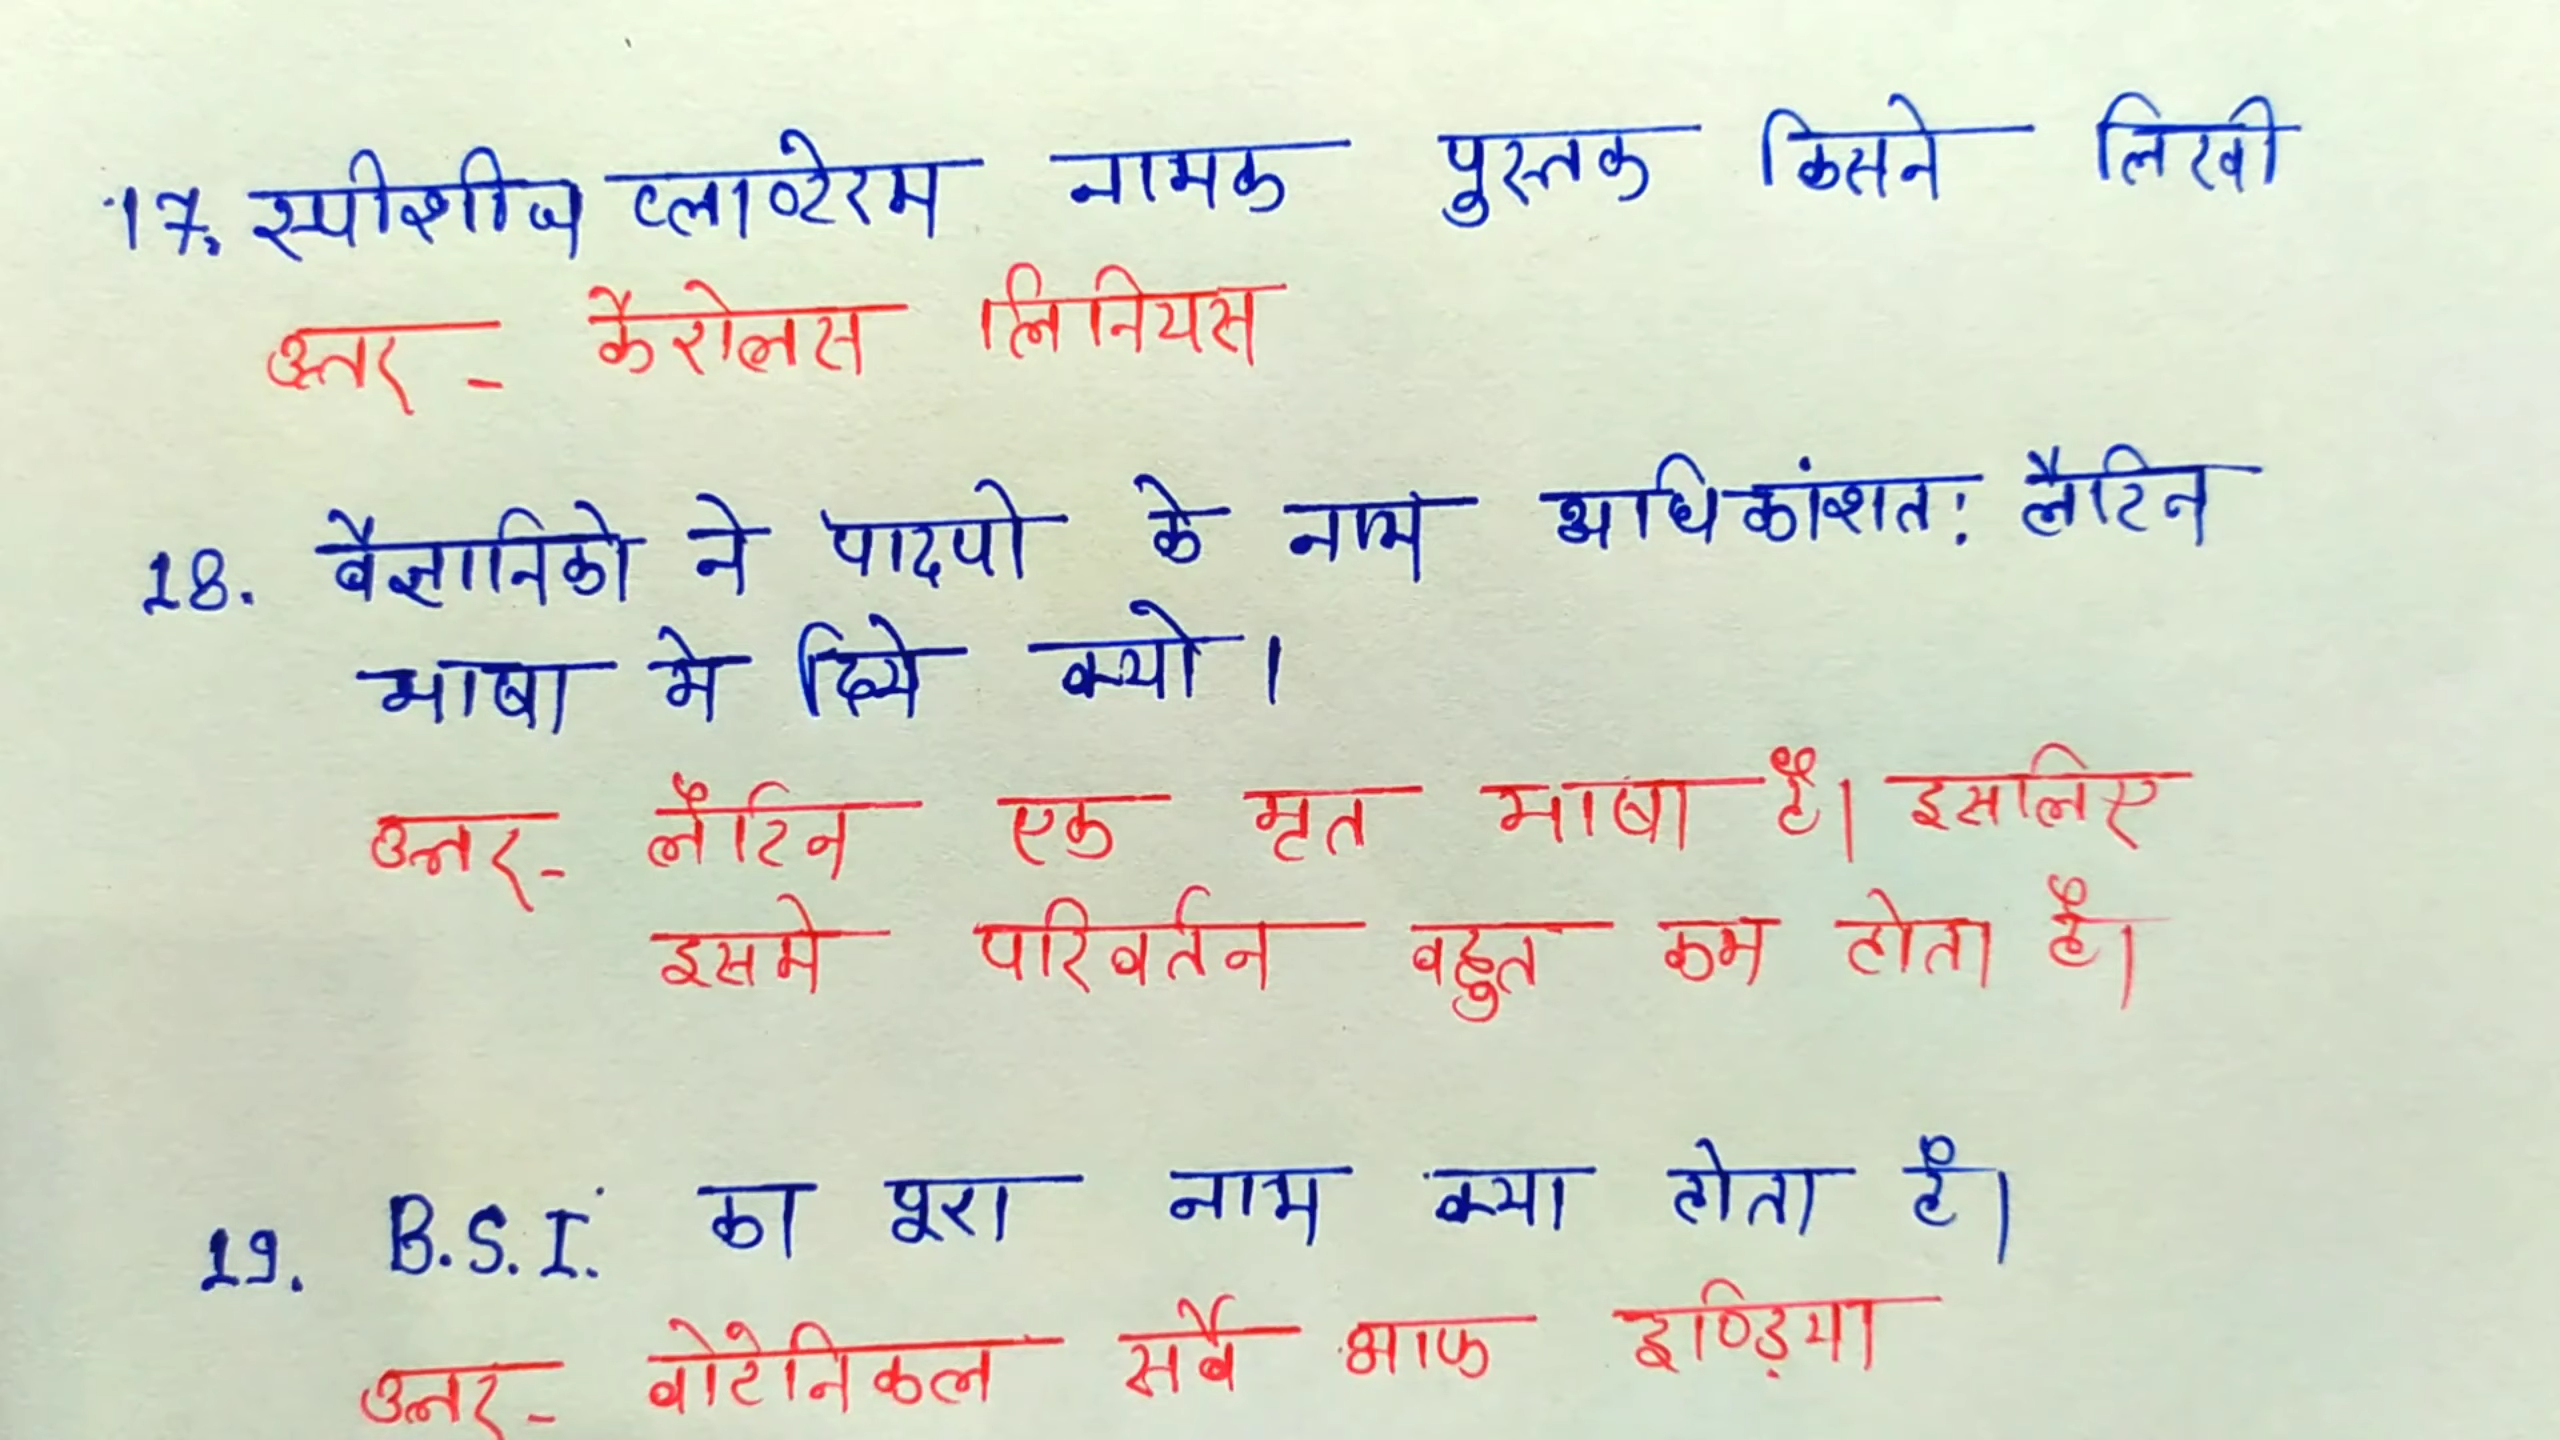 17. स्पीशीज प्लाण्टेरम नामक पुस्तक किसने लिखी
उत्तर - कैरोलस लिनियस
18. वैज्ञानिको ने पादपो के नाम अधिकांशत: लैटिन
भाषा मे दिये क्यो ।
उत्तर - लैटिन एक मृत भाषा है। इसलिए
इसमे परिवर्तन बहुत कम होता है।
19. B.S.I. का पूरा नाम क्या होता है।
उत्तर - वोटेनिकल सर्वे आफ इण्ड़िया